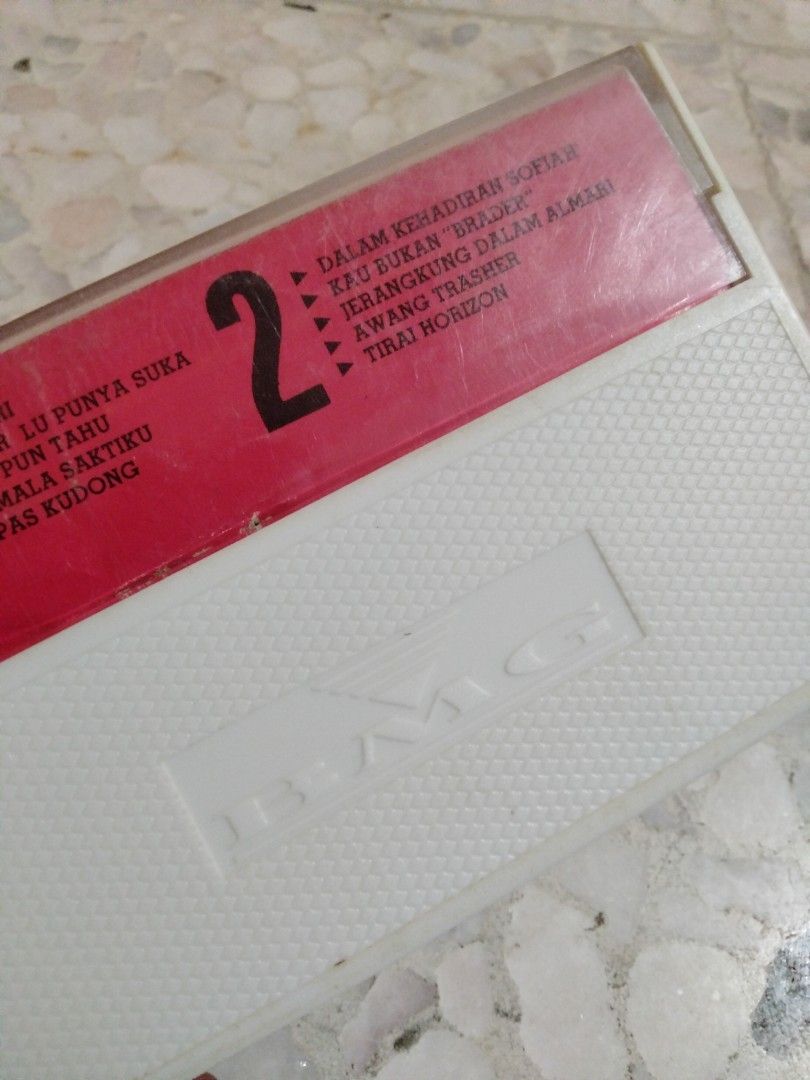 R LU PUNYA SUKA
PUN TAHU
MALA SAKTIKU
PAS KUDONG
2
DALAM KEHADIRAN SOFIAH
KAU BUKAN "BRADER"
JERANGKUNG DALAM ALMARI
AWANG TRASHER
TIRAI HORIZON
BMG